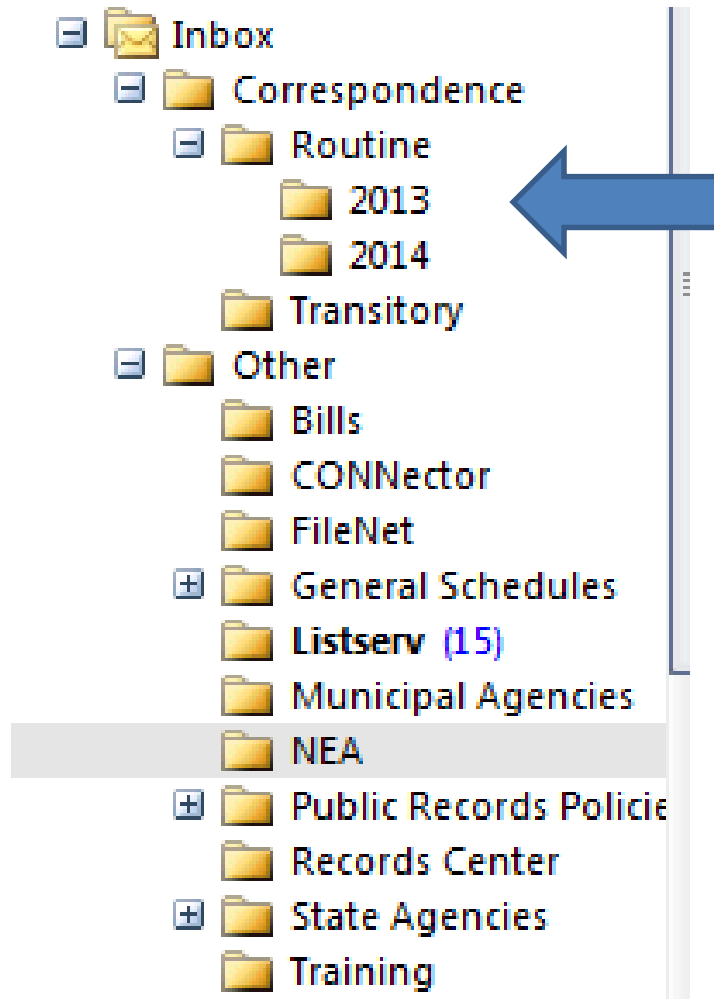 Inbox
Correspondence
Routine
2013
2014
Transitory
Other
Bills
CONNector
FileNet
General Schedules
Listserv (15)
Municipal Agencies
NEA
Public Records Policie
Records Center
State Agencies
Training